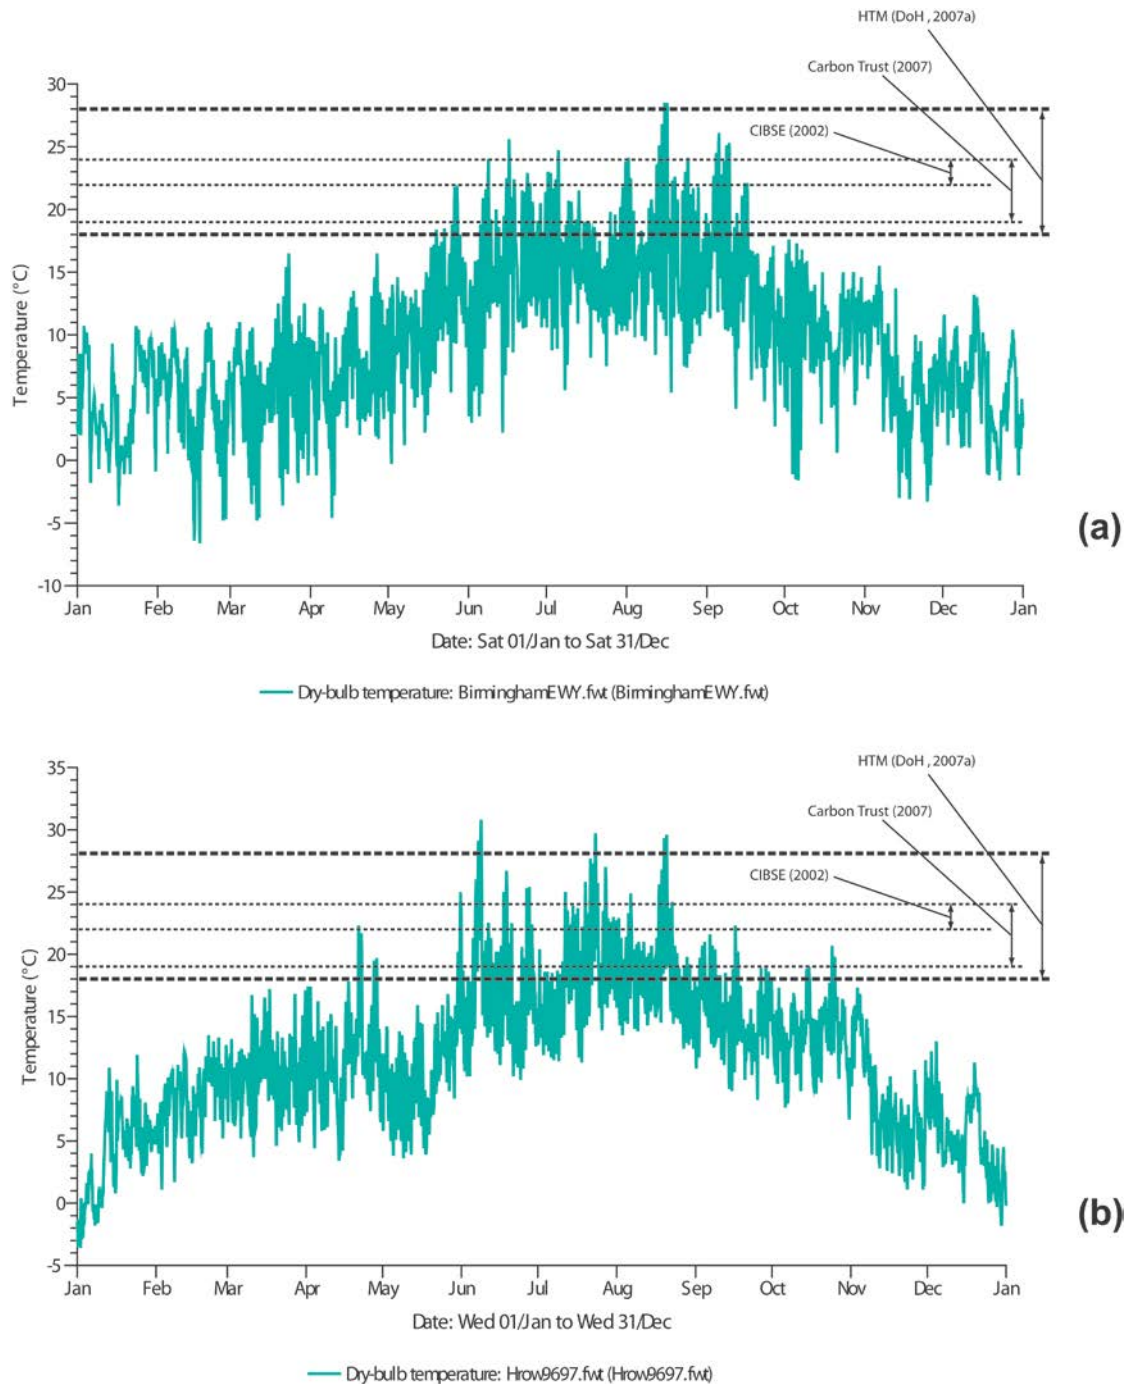 HTM (DoH , 2007a)
Carbon Trust (2007)
CIBSE (2002)
30
25
20
15
10
5
0
-5
-10
Temperature (°C)
Jan Feb Mar Apr May Jun Jul Aug Sep Oct Nov Dec Jan
Date: Sat 01/Jan to Sat 31/Dec
Dry-bulb temperature: BirminghamEWY.fwt (BirminghamEWY.fwt)
(a)
HTM (DoH , 2007a)
Carbon Trust (2007)
CIBSE (2002)
35
30
25
20
15
10
5
0
-5
Temperature (°C)
Jan Feb Mar Apr May Jun Jul Aug Sep Oct Nov Dec Jan
Date: Wed 01/Jan to Wed 31/Dec
Dry-bulb temperature: Hrow9697.fwt (Hrow9697.fwt)
(b)